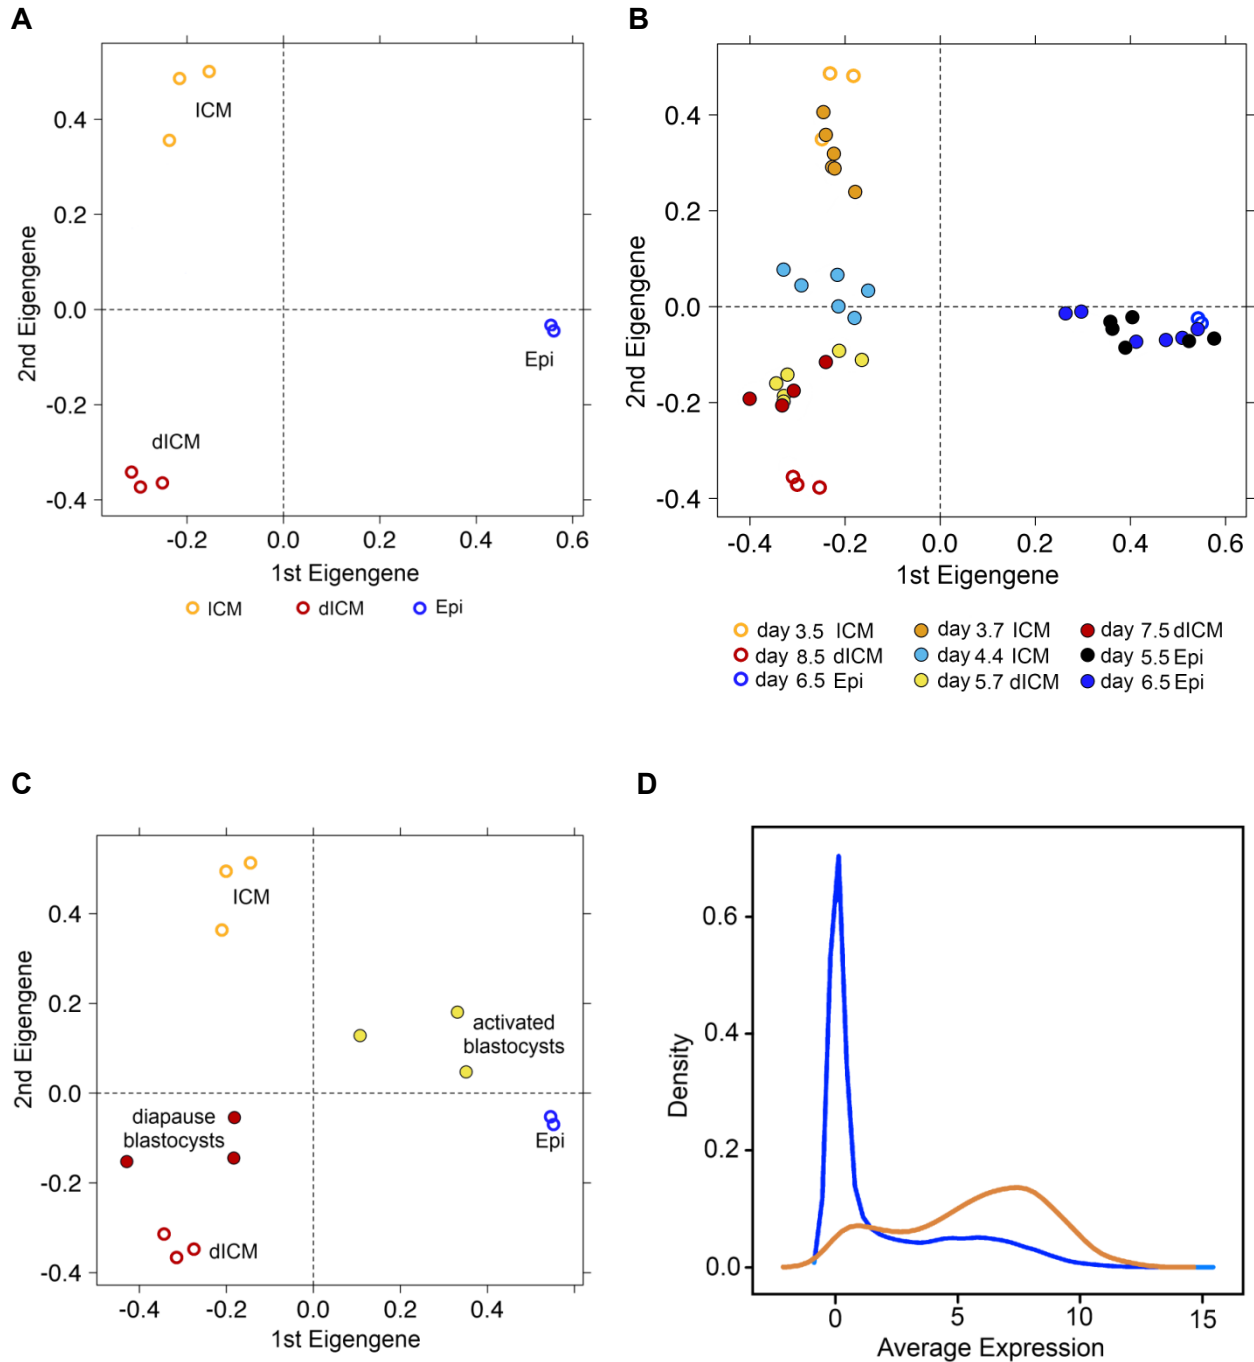 A
0.4
0.2
0.0
-0.2
-0.4
2nd Eigengene
ICM
Epi
dICM
-0.2 0.0 0.2 0.4 0.6
1st Eigengene
ICM dICM Epi
B
0.4
0.2
0.0
-0.2
-0.4
2nd Eigengene
-0.4 -0.2 0.0 0.2 0.4 0.6
1st Eigengene
day 3.5 ICM day 3.7 ICM day 7.5 dICM
day 8.5 dICM day 4.4 ICM day 5.5 Epi
day 6.5 Epi day 5.7 dICM day 6.5 Epi
C
0.4
0.2
0.0
-0.2
-0.4
2nd Eigengene
ICM
activated
blastocysts
diapause
blastocysts
Epi
dICM
-0.4 -0.2 0.0 0.2 0.4
1st Eigengene
D
0.6
0.4
0.2
0.0
Density
0 5 10 15
Average Expression